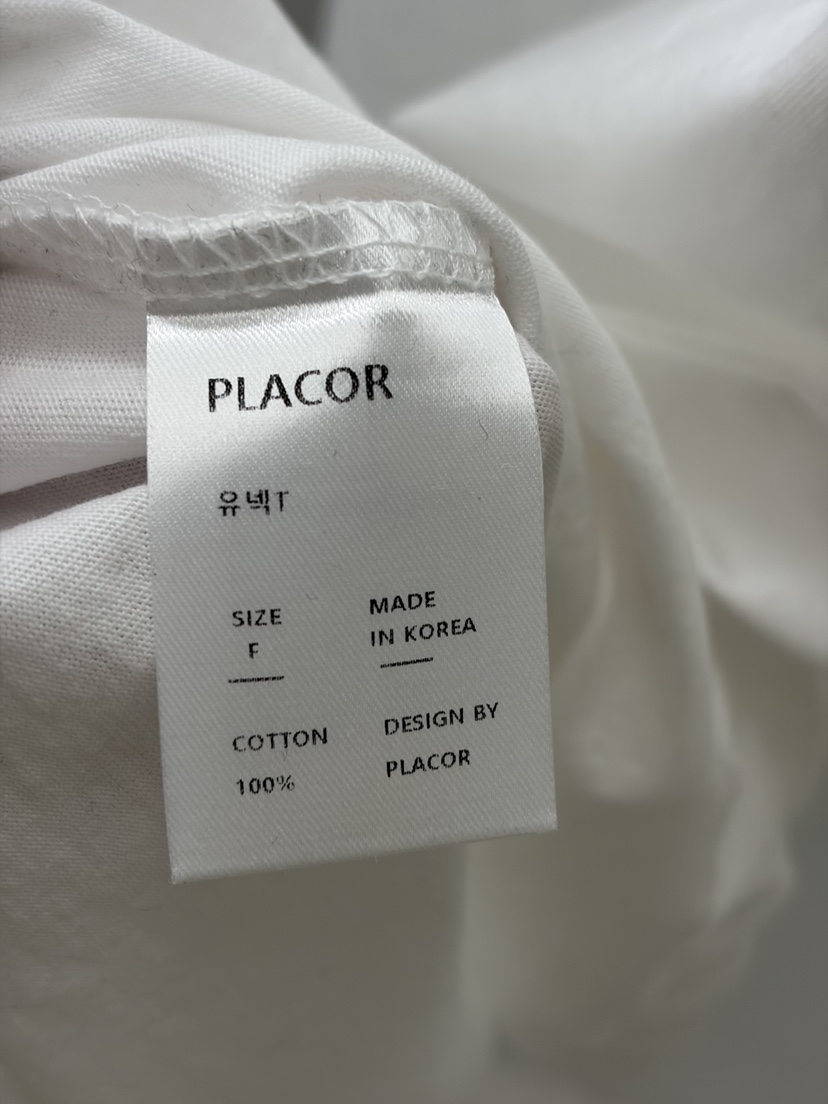 PLACOR
유넥T
SIZE
F
MADE
IN KOREA
COTTON
100%
DESIGN BY
PLACOR